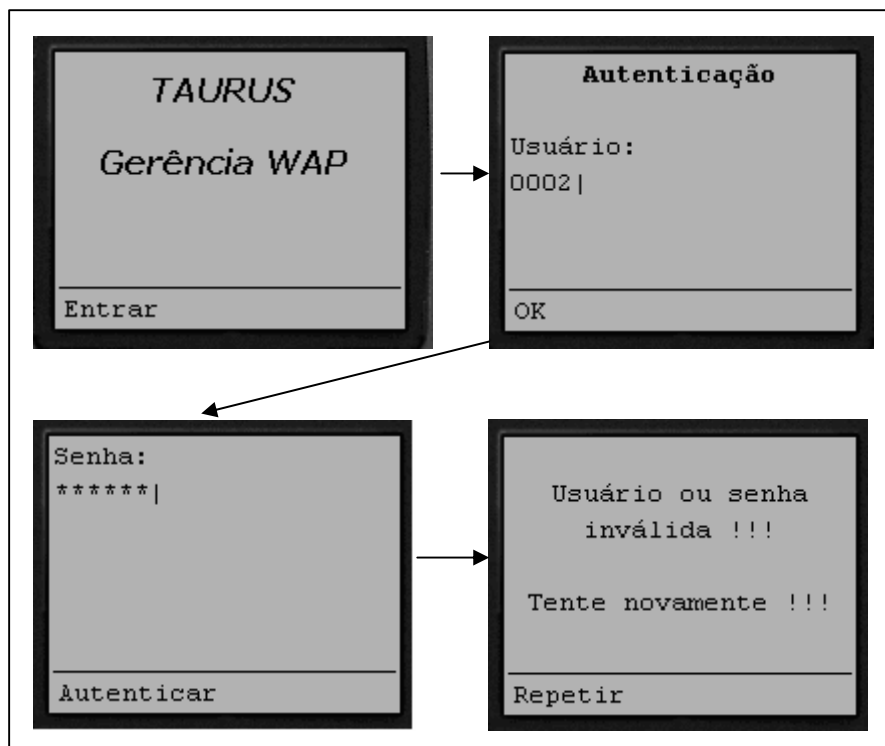 TAURUS
Gerência WAP
Entrar
Autenticação
Usuário:
0002|
OK
Senha:
******|
Autenticar
Usuário ou senha
inválida !!!
Tente novamente !!!
Repetir